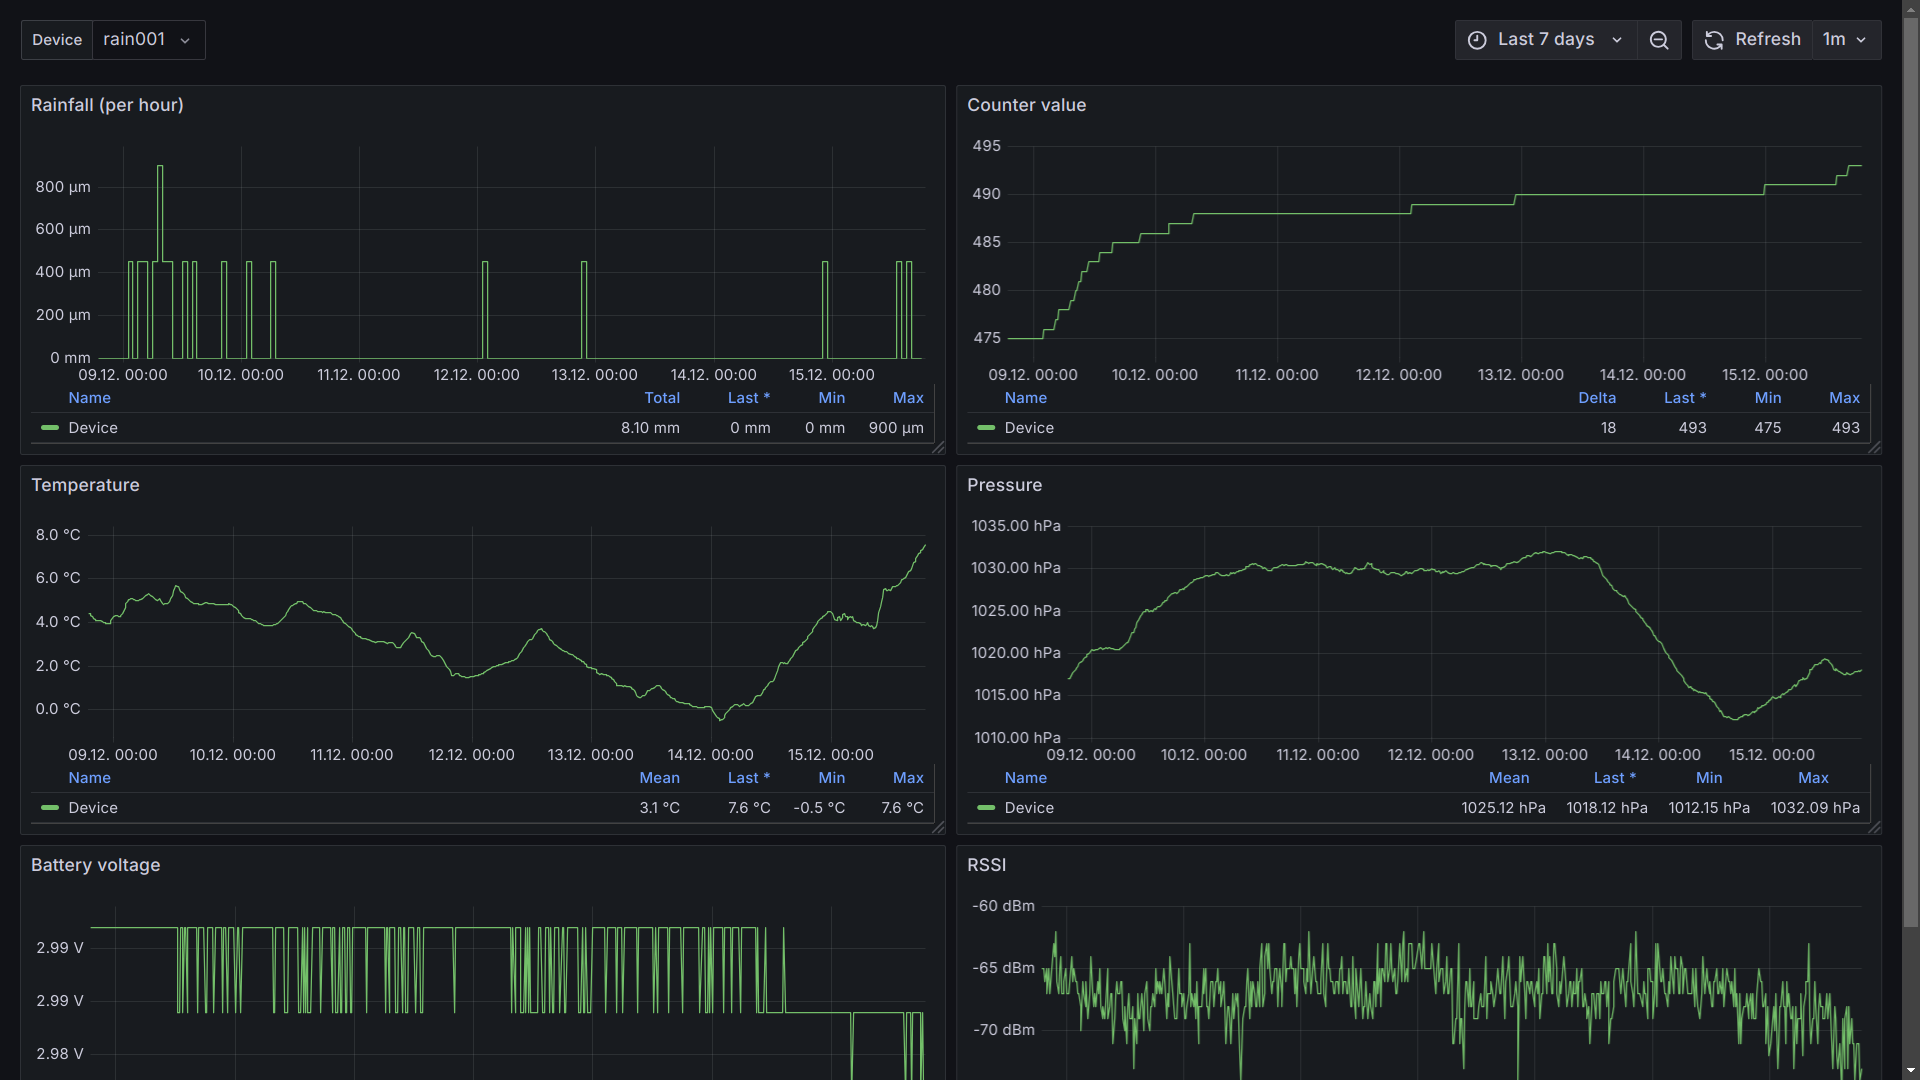 Device rain001 Last 7 days Refresh 1m
Rainfall (per hour)
800 µm
600 µm
400 µm
200 µm
0 mm
09.12. 00:00 10.12. 00:00 11.12. 00:00 12.12. 00:00 13.12. 00:00 14.12. 00:00 15.12. 00:00
Name Total Last * Min Max
Device 8.10 mm 0 mm 0 mm 900 µm
Counter value
495
490
485
480
475
09.12. 00:00 10.12. 00:00 11.12. 00:00 12.12. 00:00 13.12. 00:00 14.12. 00:00 15.12. 00:00
Name Delta Last * Min Max
Device 18 493 475 493
Temperature
8.0 °C
6.0 °C
4.0 °C
2.0 °C
0.0 °C
09.12. 00:00 10.12. 00:00 11.12. 00:00 12.12. 00:00 13.12. 00:00 14.12. 00:00 15.12. 00:00
Name Mean Last * Min Max
Device 3.1 °C 7.6 °C -0.5 °C 7.6 °C
Pressure
1035.00 hPa
1030.00 hPa
1025.00 hPa
1020.00 hPa
1015.00 hPa
1010.00 hPa
09.12. 00:00 10.12. 00:00 11.12. 00:00 12.12. 00:00 13.12. 00:00 14.12. 00:00 15.12. 00:00
Name Mean Last * Min Max
Device 1025.12 hPa 1018.12 hPa 1012.15 hPa 1032.09 hPa
Battery voltage
2.99 V
2.99 V
2.98 V
RSSI
-60 dBm
-65 dBm
-70 dBm